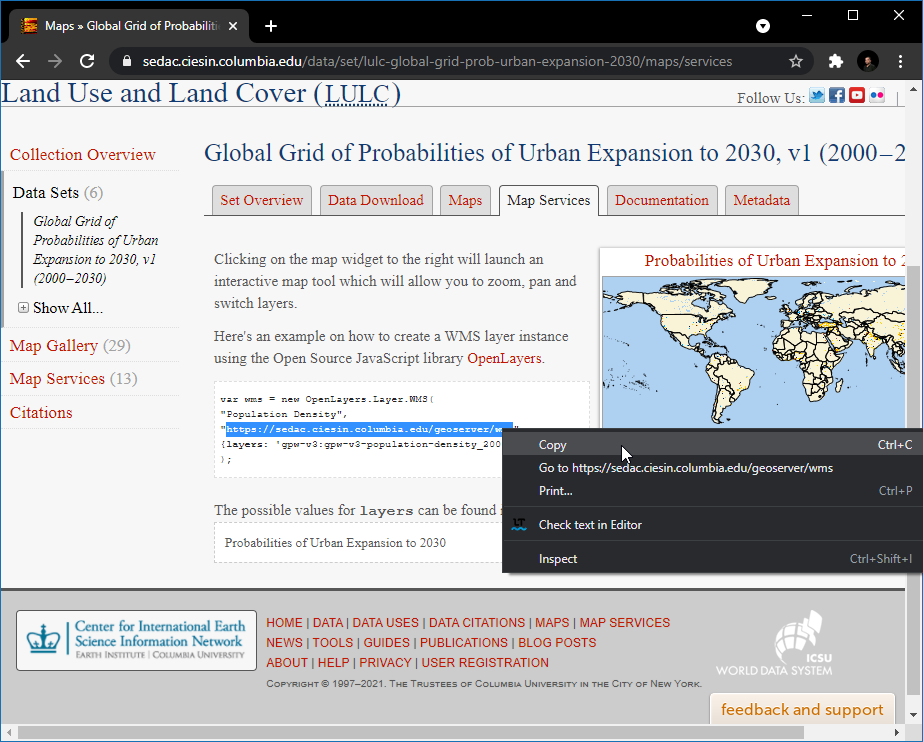 Maps » Global Grid of Probabiliti
sedac.ciesin.columbia.edu/data/set/lulc-global-grid-prob-urban-expansion-2030/maps/services
Land Use and Land Cover (LULC)
Follow Us: |
Collection Overview
Data Sets (6)
Global Grid of
Probabilities of Urban
Expansion to 2030, v1
(2000–2030)
Show All...
Map Gallery (29)
Map Services (13)
Citations
Global Grid of Probabilities of Urban Expansion to 2030, v1 (2000–2
Set Overview Data Download Maps Map Services Documentation Metadata
Clicking on the map widget to the right will launch an
interactive map tool which will allow you to zoom, pan and
switch layers.
Here's an example on how to create a WMS layer instance
using the Open Source JavaScript library OpenLayers.
var wms = new OpenLayers.Layer.WMS(
"Population Density",
"https://sedac.ciesin.columbia.edu/geoserver/w
{layers: 'gpw-v3:gpw-v3-population-density_200
);
The possible values for layers can be found
Probabilities of Urban Expansion to 2030
Probabilities of Urban Expansion to 2
Copy Ctrl+C
Go to https://sedac.ciesin.columbia.edu/geoserver/wms
Print... Ctrl+P
LT Check text in Editor
Inspect Ctrl+Shift+I
Center for International Earth
Science Information Network
EARTH INSTITUTE | COLUMBIA UNIVERSITY
HOME | DATA | DATA USES | DATA CITATIONS | MAPS | MAP SERVICES
NEWS | TOOLS | GUIDES | PUBLICATIONS | BLOG POSTS
ABOUT | HELP | PRIVACY | USER REGISTRATION
COPYRIGHT © 1997–2021. THE TRUSTEES OF COLUMBIA UNIVERSITY IN THE CITY OF NEW YORK.
ICSU
WORLD DATA SYSTEM
feedback and support